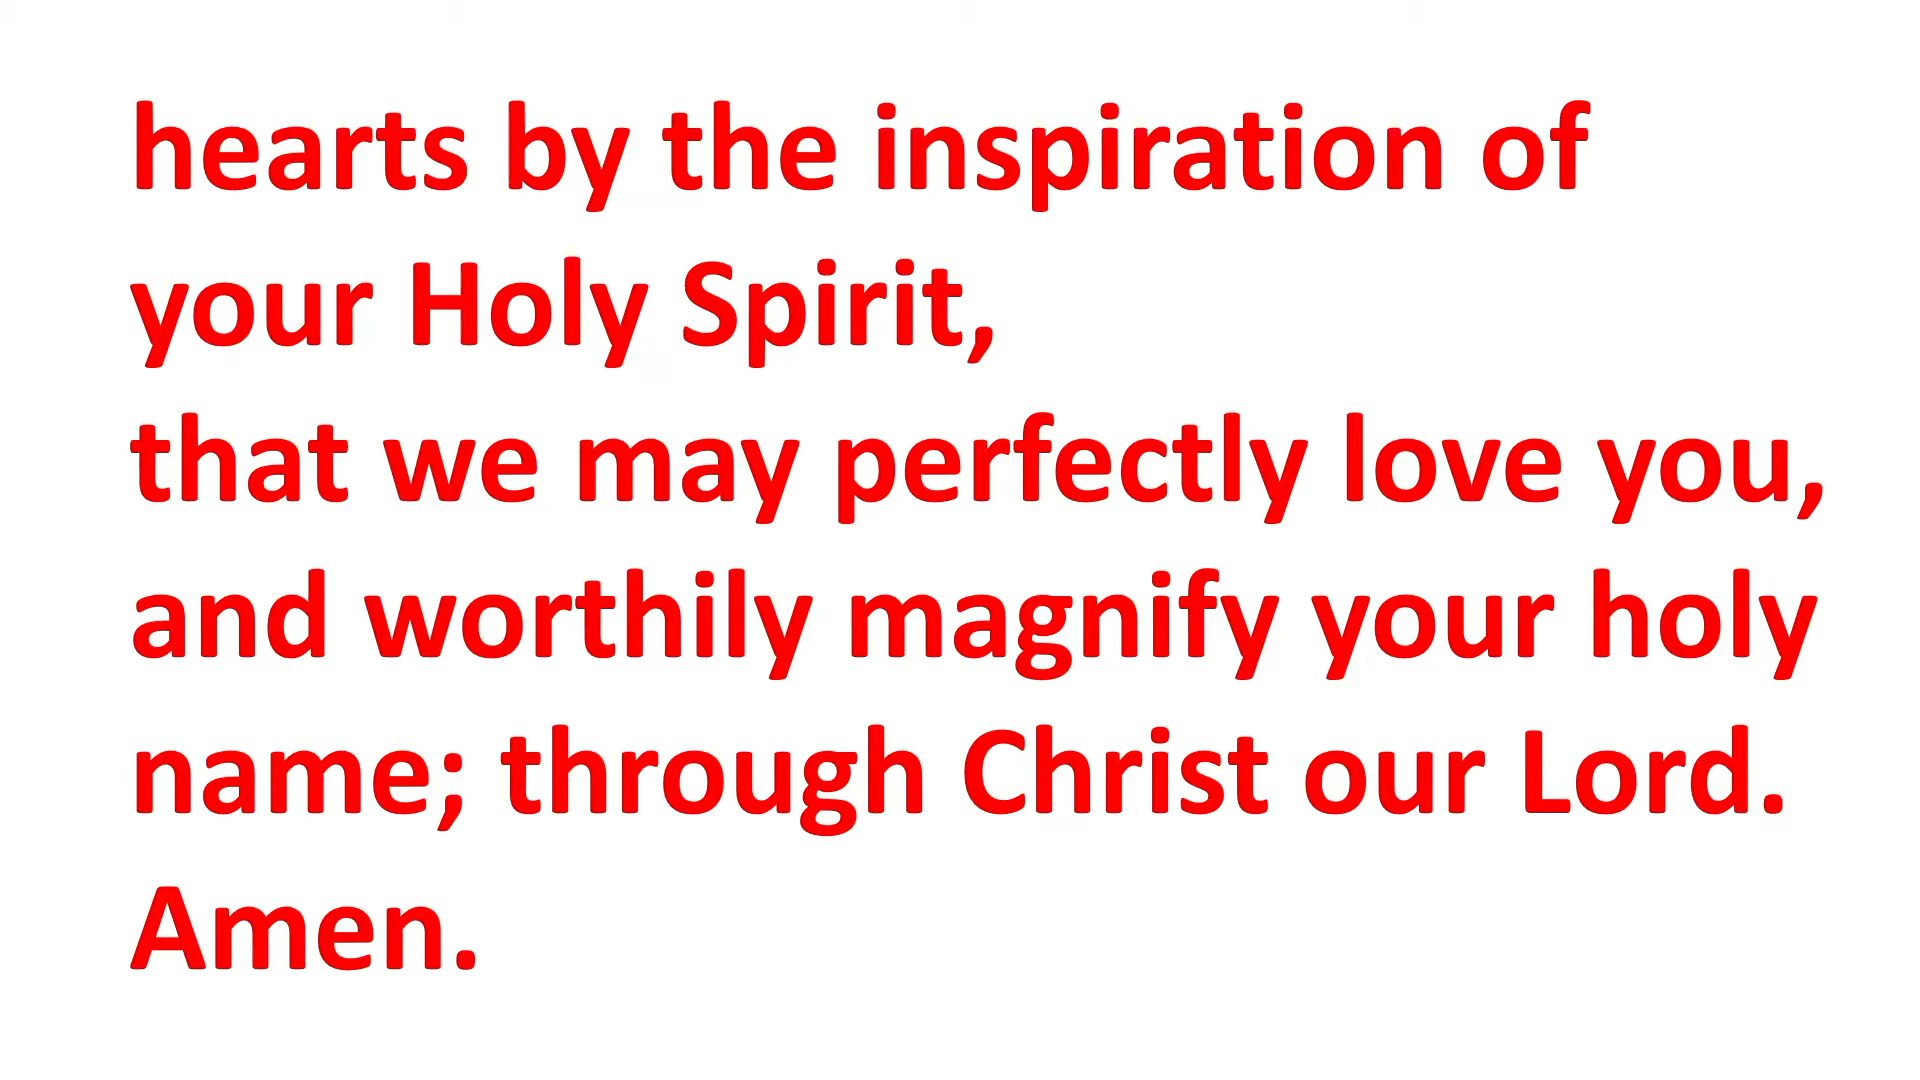 hearts by the inspiration of
your Holy Spirit,
that we may perfectly love you,
and worthily magnify your holy
name; through Christ our Lord.
Amen.